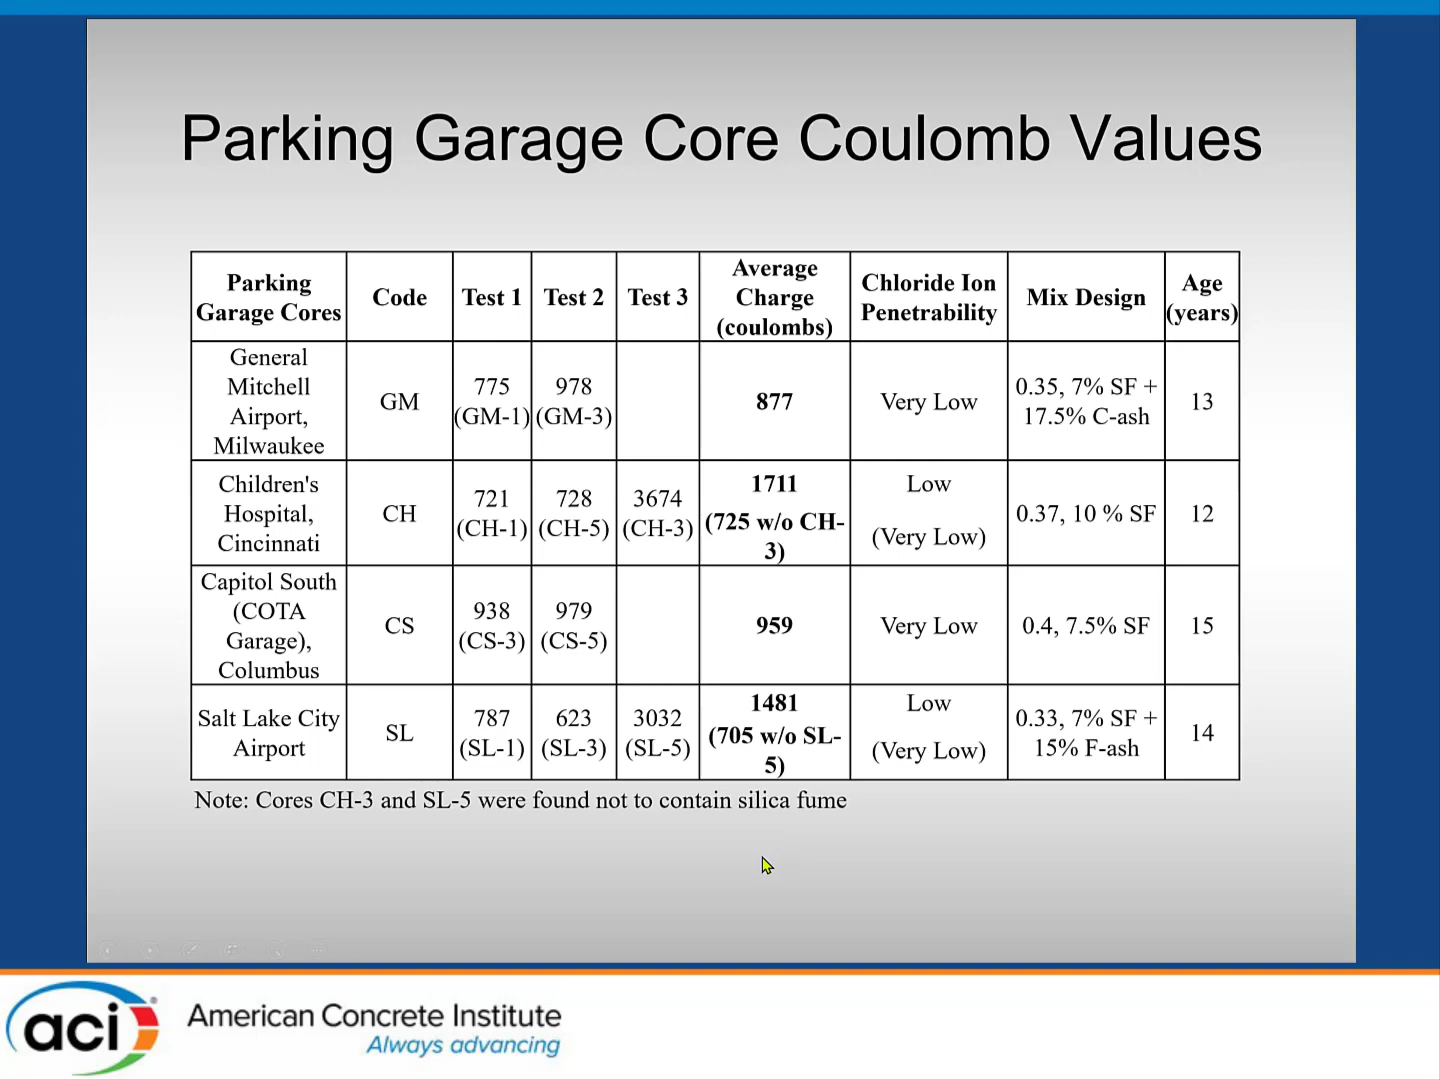 Parking Garage Core Coulomb Values
Parking
Garage Cores
Code
Test 1
Test 2
Test 3
Average
Charge
(coulombs)
Chloride Ion
Penetrability
Mix Design
Age
(years)
General
Mitchell
Airport,
Milwaukee
GM
775
(GM-1)
978
(GM-3)
877
Very Low
0.35, 7% SF +
17.5% C-ash
13
Children's
Hospital,
Cincinnati
CH
721
(CH-1)
728
(CH-5)
3674
(CH-3)
1711
(725 w/o CH-
3)
Low
(Very Low)
0.37, 10 % SF
12
Capitol South
(COTA
Garage),
Columbus
CS
938
(CS-3)
979
(CS-5)
959
Very Low
0.4, 7.5% SF
15
Salt Lake City
Airport
SL
787
(SL-1)
623
(SL-3)
3032
(SL-5)
1481
(705 w/o SL-
5)
Low
(Very Low)
0.33, 7% SF +
15% F-ash
14
Note: Cores CH-3 and SL-5 were found not to contain silica fume
aci®
American Concrete Institute
Always advancing